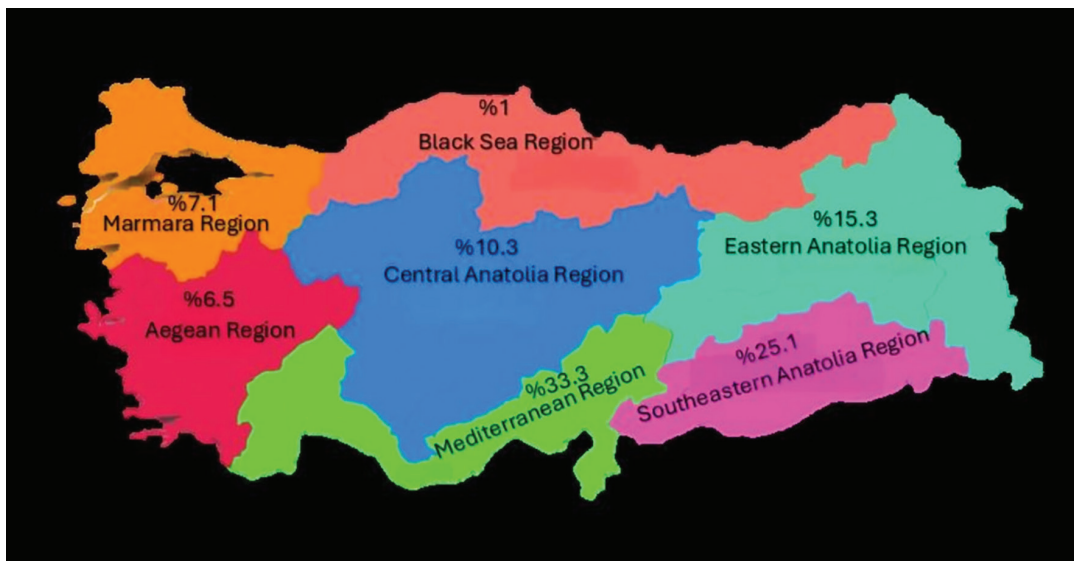 %1
Black Sea Region
%7.1
Marmara Region
%15.3
Eastern Anatolia Region
%10.3
Central Anatolia Region
%6.5
Aegean Region
%25.1
Southeastern Anatolia Region
%33.3
Mediterranean Region